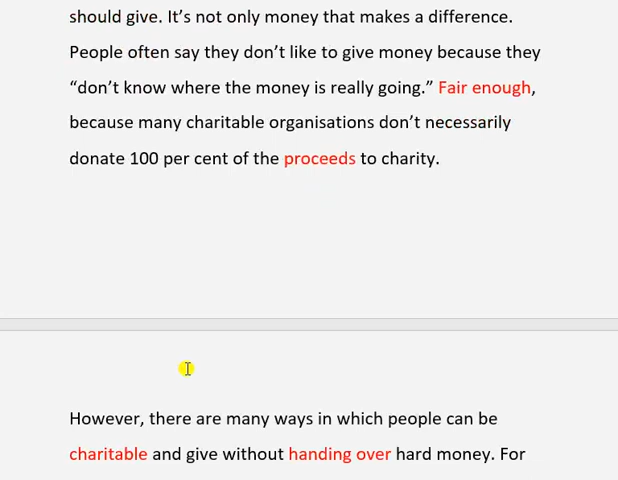 should give. It’s not only money that makes a difference.
People often say they don’t like to give money because they
“don’t know where the money is really going.” Fair enough,
because many charitable organisations don’t necessarily
donate 100 per cent of the proceeds to charity.
However, there are many ways in which people can be
charitable and give without handing over hard money. For